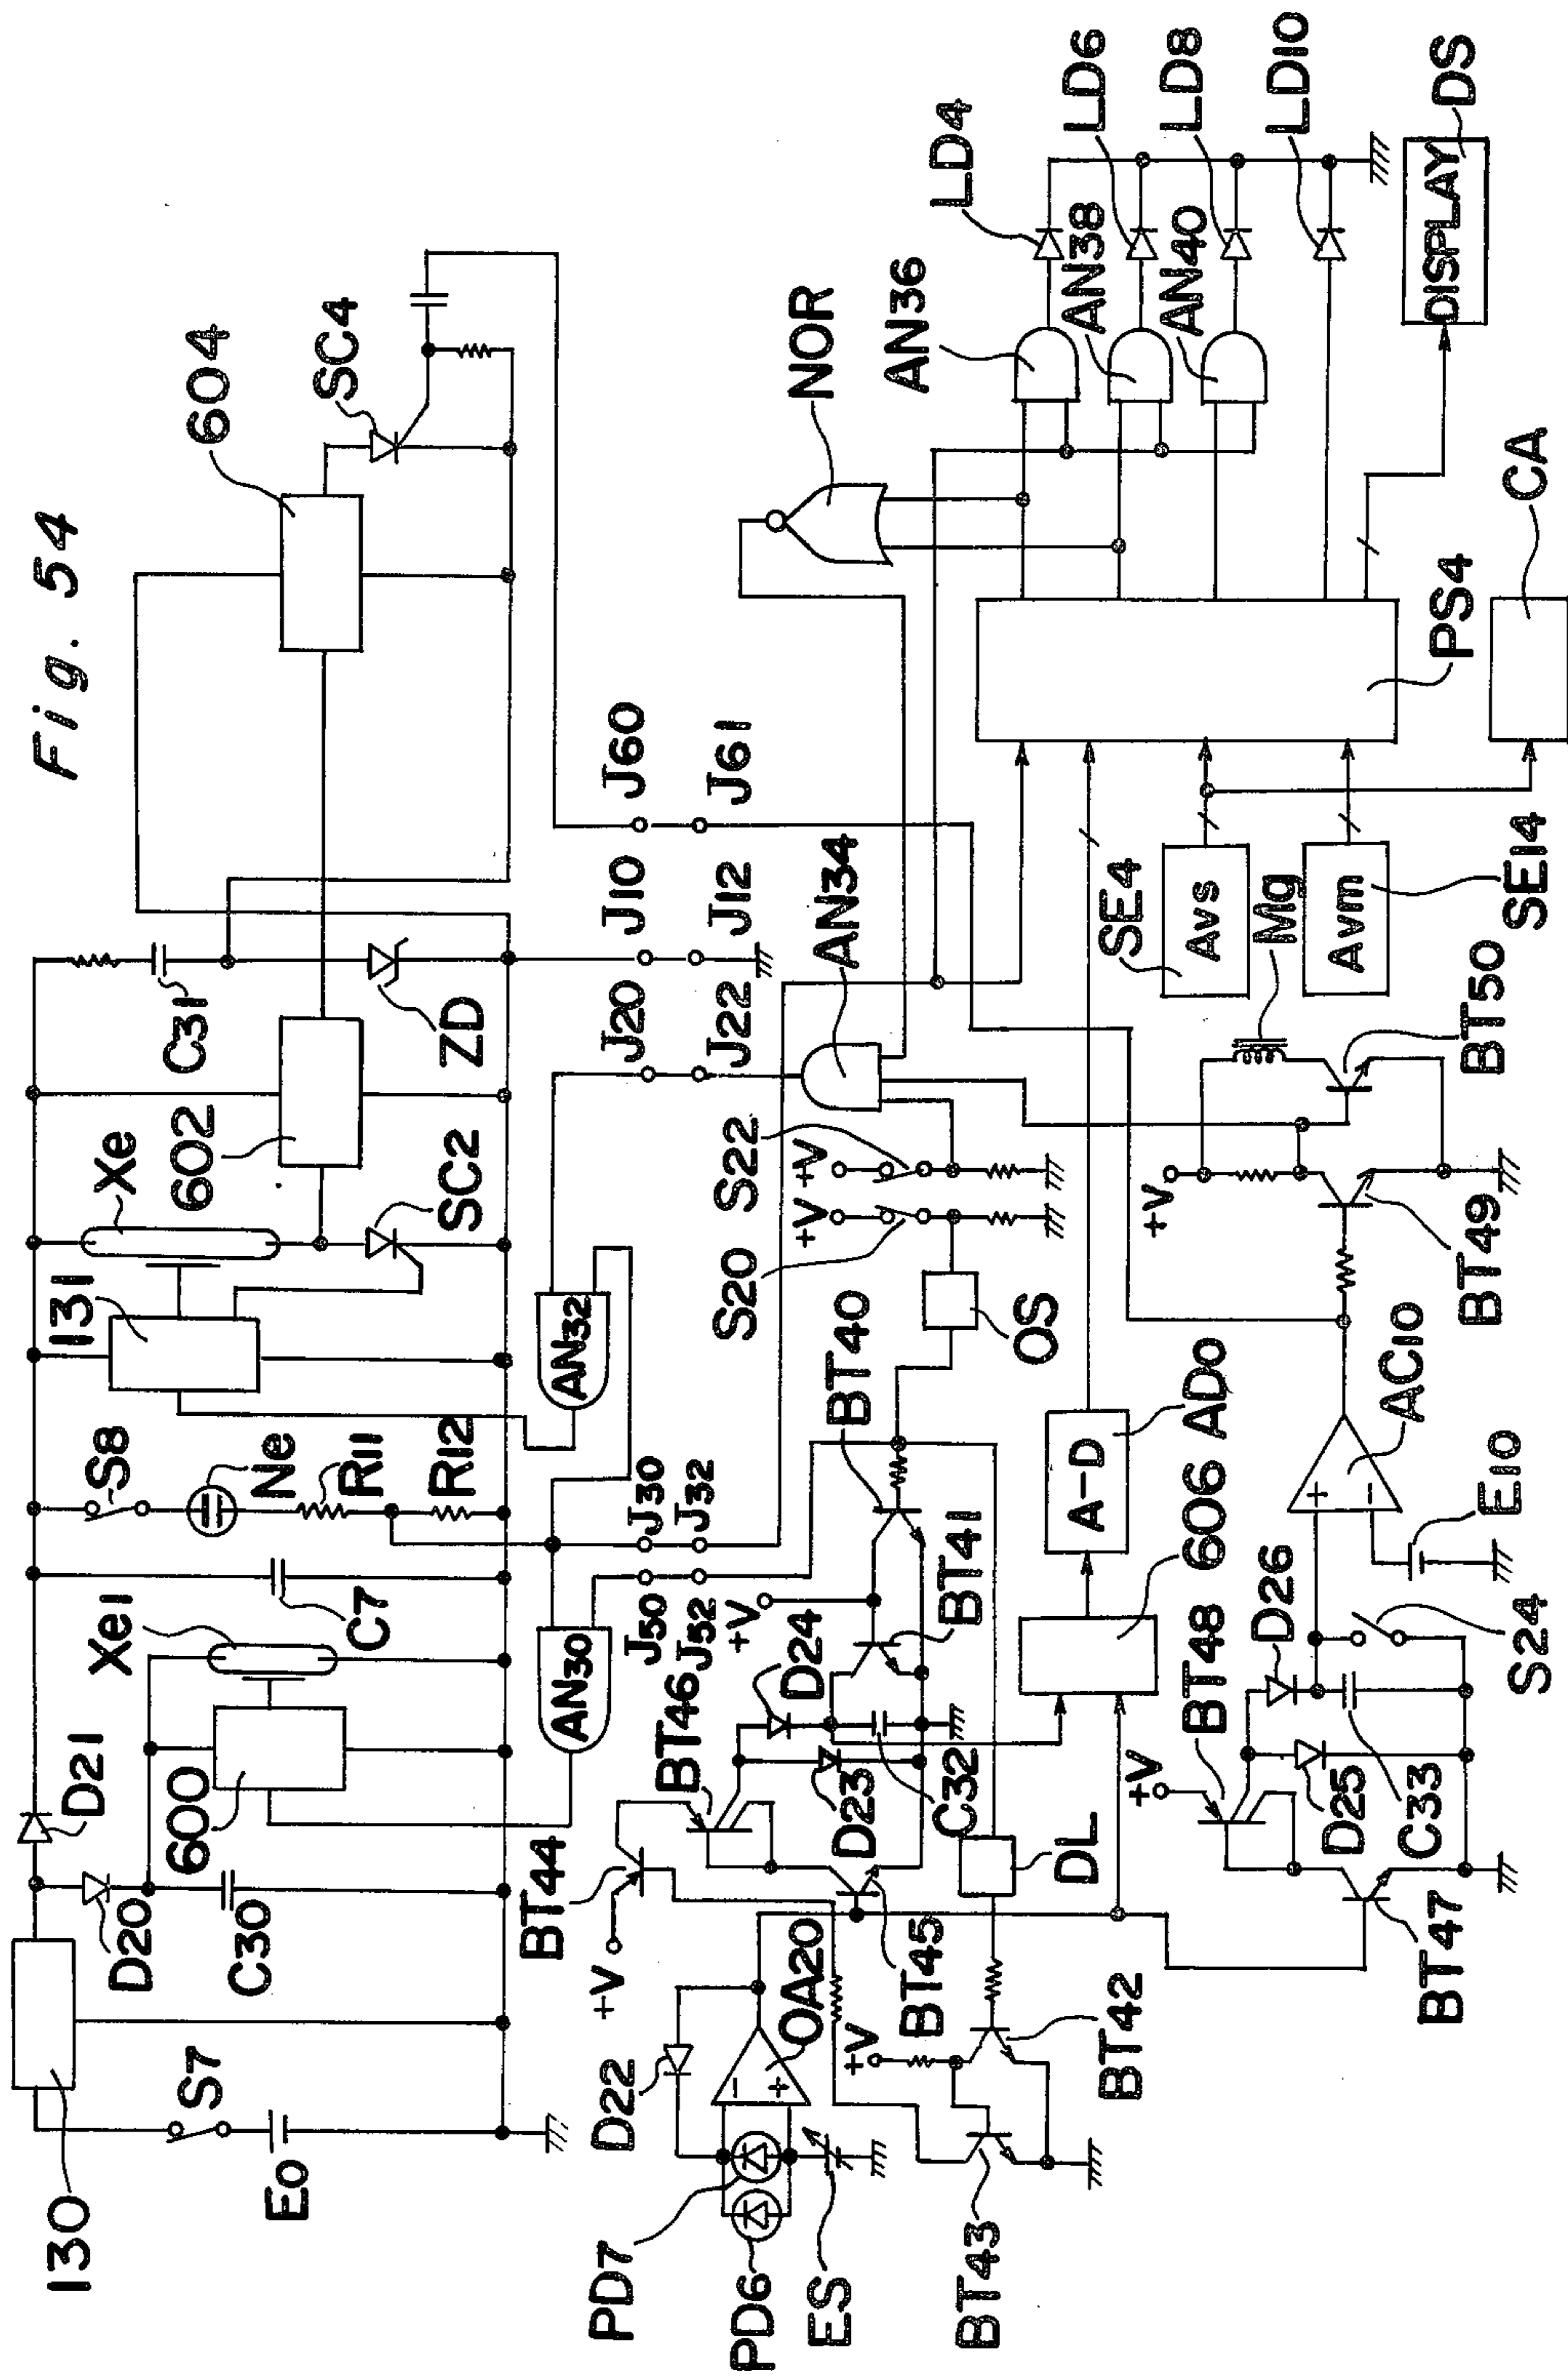 Fig. 54
130
S7
E0
D20
C30
D21
600
Xe1
C7
S8
Ne
R11
R12
131
Xe
602
SC2
C31
ZD
604
SC4
AN30
AN32
J50
J52
J30
J32
J20
J22
J10
J12
J60
J61
PD7
PD6
ES
D22
OA20
+V
BT44
BT46
BT45
+V
BT43
BT42
D23
D24
C32
DL
+V
BT41
BT40
OS
S20
S22
+V
+V
AN34
NOR
AN36
AN38
AN40
LD4
LD6
LD8
LD10
DISPLAY
DS
PS4
CA
606
A-D
AD0
SE4
Avs
Mg
Avm
SE14
BT50
+V
BT49
AC10
+
-
-
+
E10
S24
D26
BT48
+V
D25
C33
BT47